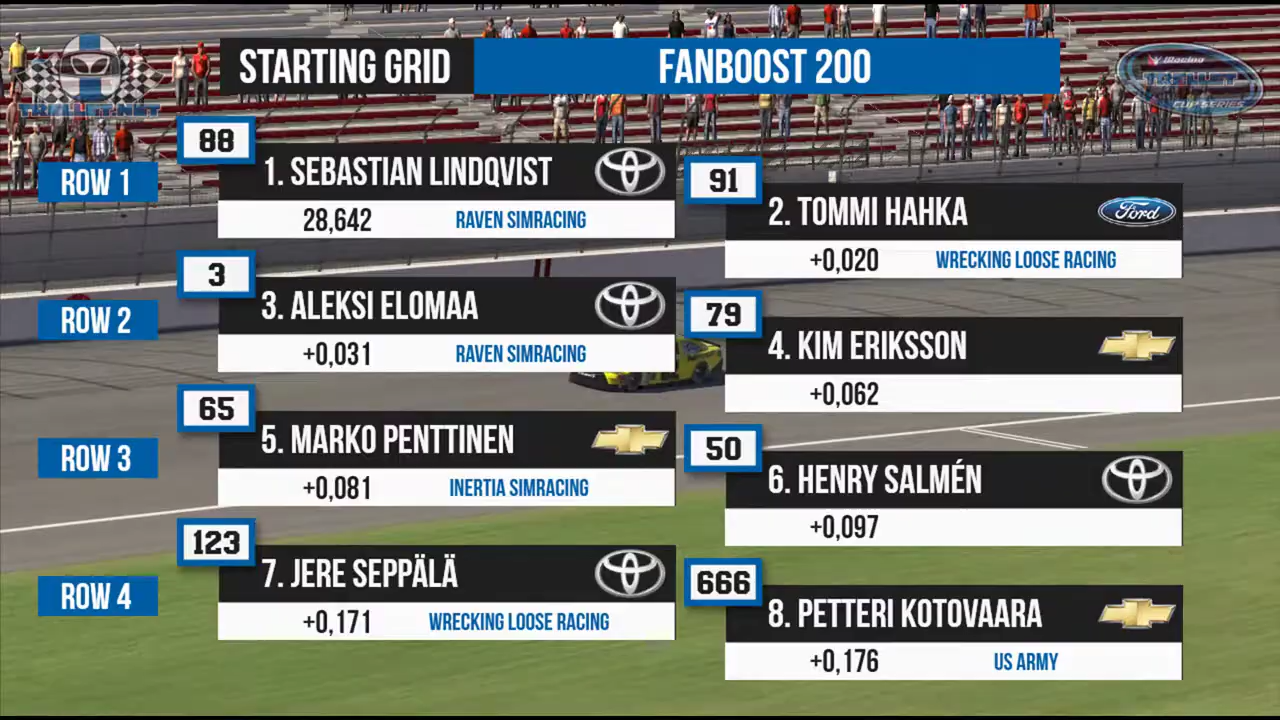 STARTING GRID
FANBOOST 200
iRacing
CUP SERIES
ROW 1
88
1. SEBASTIAN LINDQVIST
28,642 RAVEN SIMRACING
91
2. TOMMI HAHKA
Ford
+0,020 WRECKING LOOSE RACING
ROW 2
3
3. ALEKSI ELOMAA
+0,031 RAVEN SIMRACING
79
4. KIM ERIKSSON
+0,062
ROW 3
65
5. MARKO PENTTINEN
+0,081 INERTIA SIMRACING
50
6. HENRY SALMÉN
+0,097
ROW 4
123
7. JERE SEPPÄLÄ
+0,171 WRECKING LOOSE RACING
666
8. PETTERI KOTOVAARA
+0,176 US ARMY